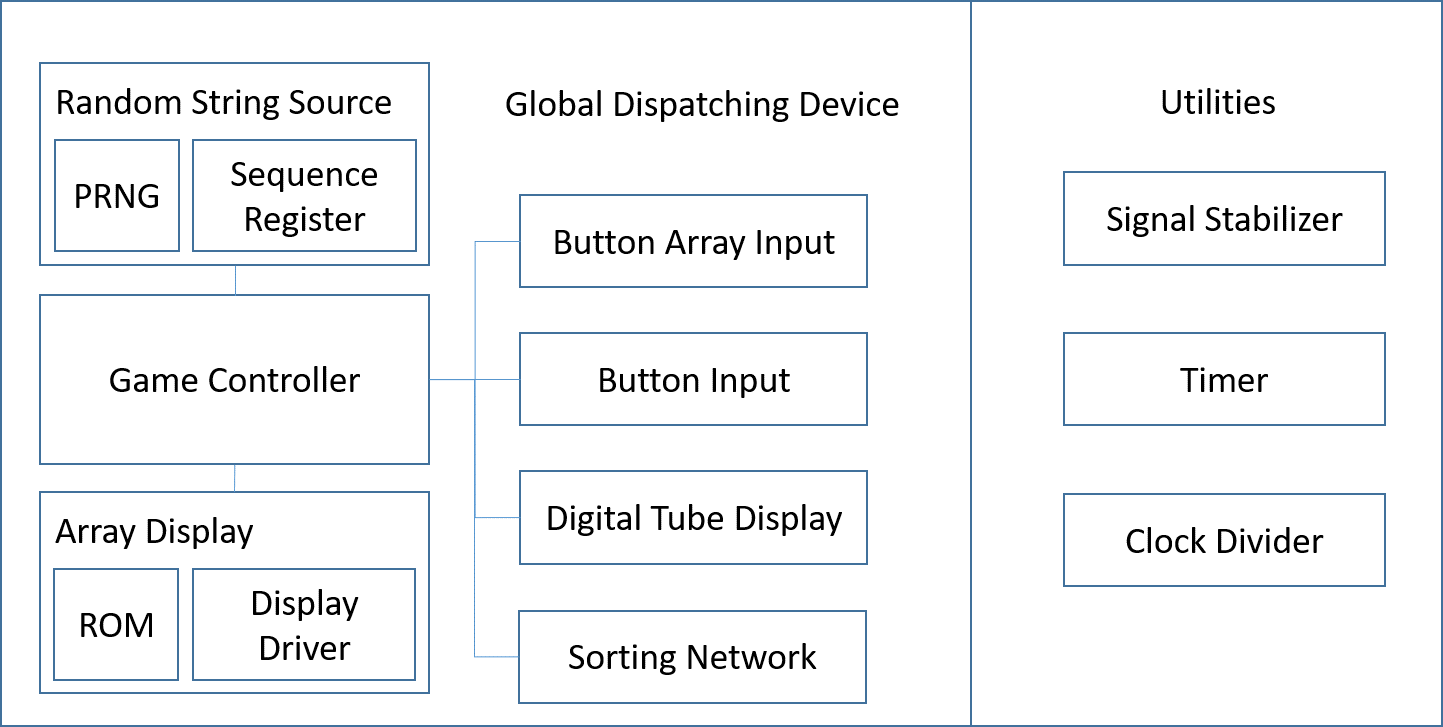 Random String Source
PRNG
Sequence
Register
Game Controller
Array Display
ROM
Display
Driver
Global Dispatching Device
Button Array Input
Button Input
Digital Tube Display
Sorting Network
Utilities
Signal Stabilizer
Timer
Clock Divider